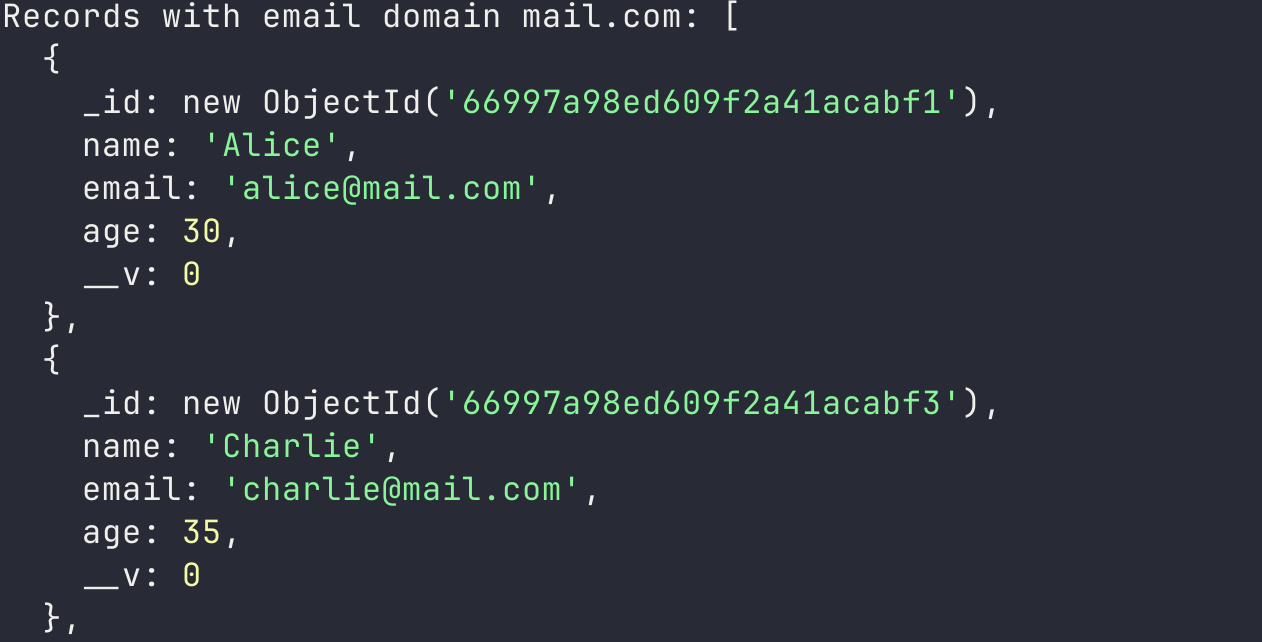 Records with email domain mail.com: [
  {
    _id: new ObjectId('66997a98ed609f2a41acabf1'),
    name: 'Alice',
    email: 'alice@mail.com',
    age: 30,
    __v: 0
  },
  {
    _id: new ObjectId('66997a98ed609f2a41acabf3'),
    name: 'Charlie',
    email: 'charlie@mail.com',
    age: 35,
    __v: 0
  },